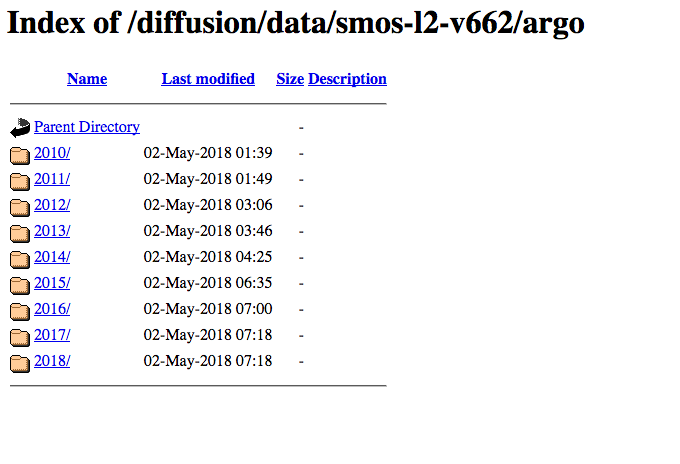 Index of /diffusion/data/smos-l2-v662/argo
Name Last modified Size Description
Parent Directory -
2010/ 02-May-2018 01:39 -
2011/ 02-May-2018 01:49 -
2012/ 02-May-2018 03:06 -
2013/ 02-May-2018 03:46 -
2014/ 02-May-2018 04:25 -
2015/ 02-May-2018 06:35 -
2016/ 02-May-2018 07:00 -
2017/ 02-May-2018 07:18 -
2018/ 02-May-2018 07:18 -